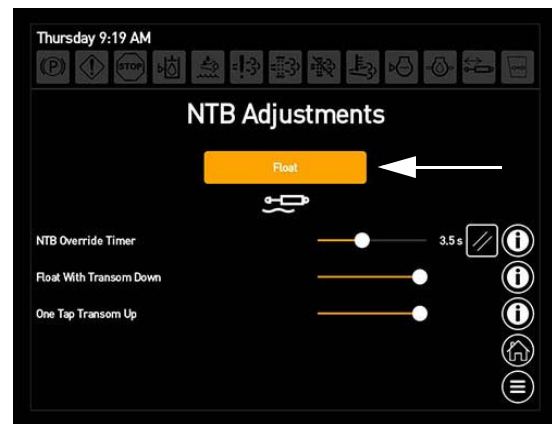 Thursday 9:19 AM
P
STOP
NTB Adjustments
Float
NTB Override Timer
3.5 s
Float With Transom Down
One Tap Transom Up